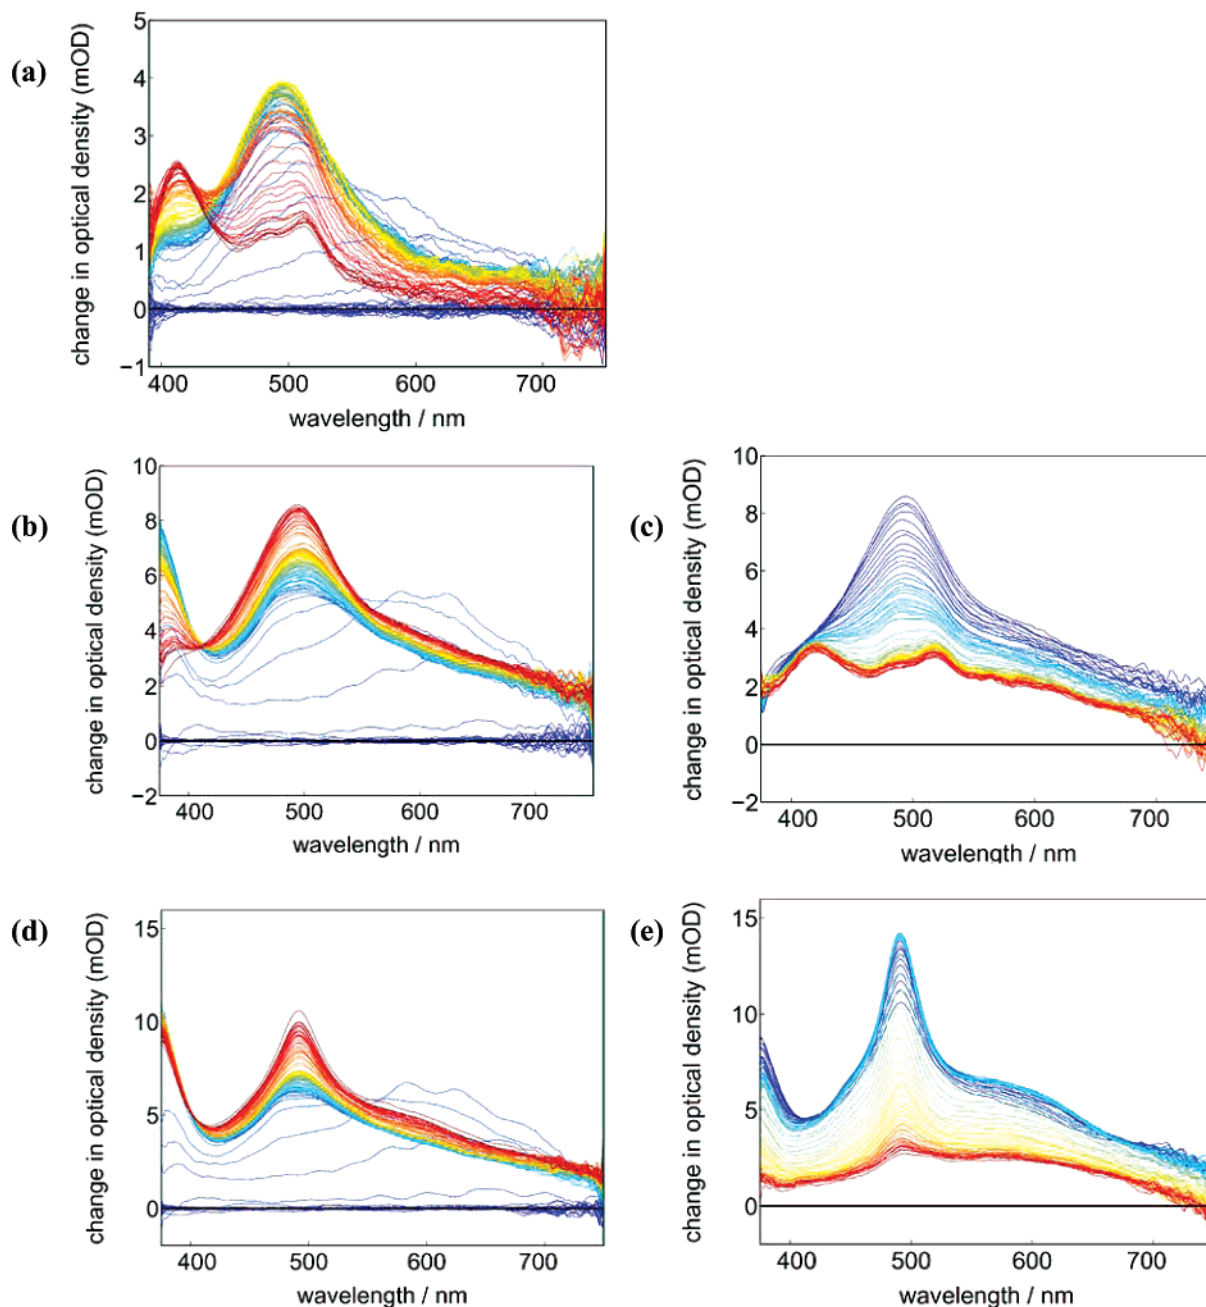 (a)
change in optical density (mOD)
5
4
3
2
1
0
−1
400 500 600 700
wavelength / nm
(b)
change in optical density (mOD)
10
8
6
4
2
0
−2
400 500 600 700
wavelength / nm
(c)
change in optical density (mOD)
10
8
6
4
2
0
−2
400 500 600 700
wavelength / nm
(d)
change in optical density (mOD)
15
10
5
0
400 500 600 700
wavelength / nm
(e)
change in optical density (mOD)
15
10
5
0
400 500 600 700
wavelength / nm